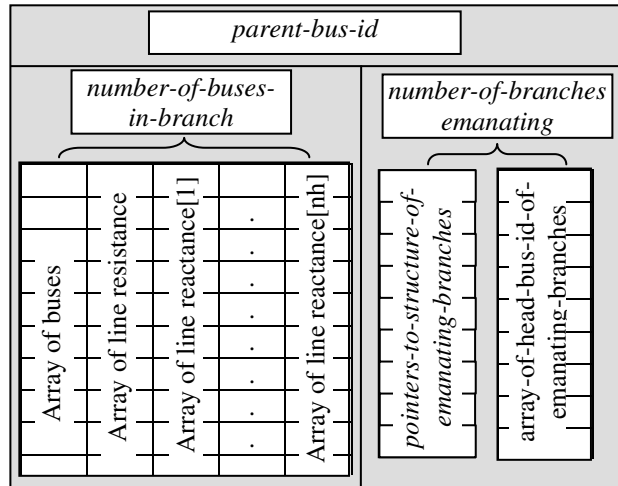 parent-bus-id
number-of-buses-
in-branch
number-of-branches
emanating
Array of buses
Array of line resistance
Array of line reactance[1]
. . . . . . . .
Array of line reactance[nh]
pointers-to-structure-of-
emanating-branches
array-of-head-bus-id-of-
emanating-branches